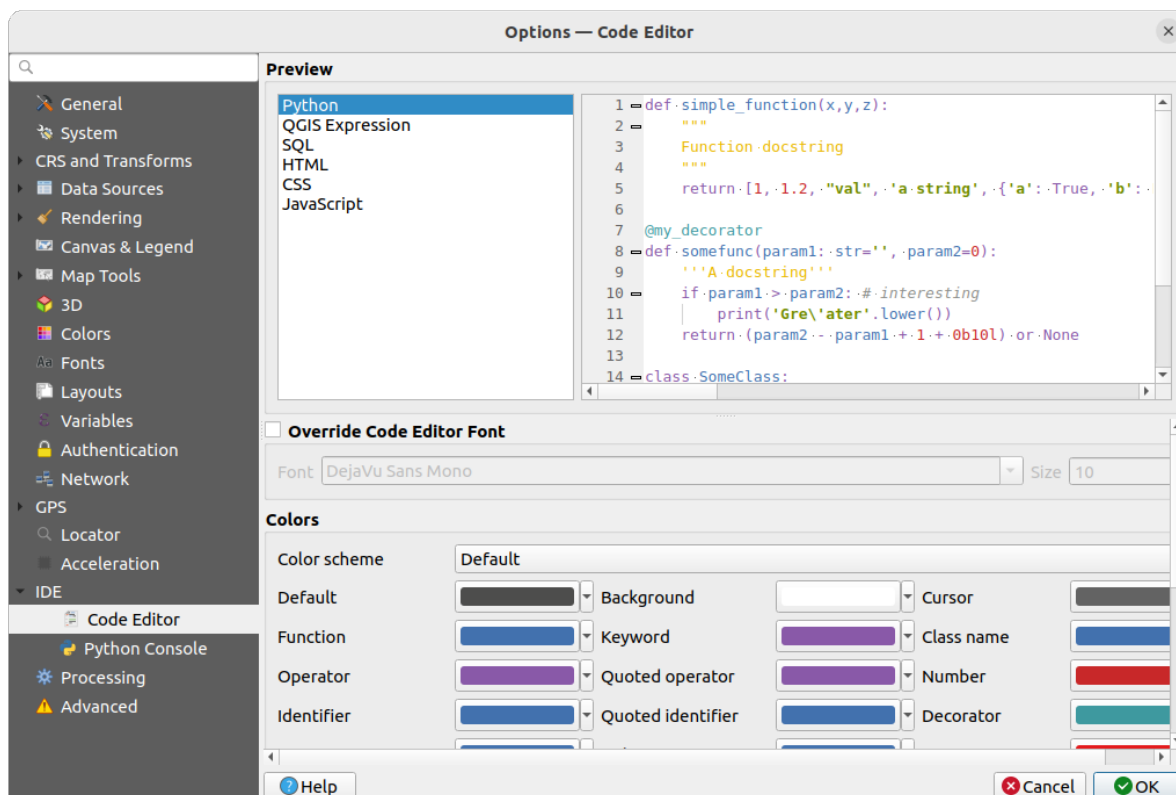 Options — Code Editor
Preview
General
System
CRS and Transforms
Data Sources
Rendering
Canvas & Legend
Map Tools
3D
Colors
Aa Fonts
Layouts
Variables
Authentication
Network
GPS
Locator
Acceleration
IDE
Code Editor
Python Console
Processing
Advanced
Python
QGIS Expression
SQL
HTML
CSS
JavaScript
1 def·simple_function(x,y,z):
2 """
3 Function·docstring
4 """
5 return·[1,·1.2,·"val",·'a·string',·{'a':·True,·'b':·
6
7 @my_decorator
8 def·somefunc(param1:·str='',·param2=0):
9 '''A·docstring'''
10 if·param1·>·param2:·#·interesting
11 print('Gre\'ater'.lower())
12 return·(param2·-·param1·+·1·+·0b10l)·or·None
13
14 class·SomeClass:
Override Code Editor Font
Font DejaVu Sans Mono Size 10
Colors
Color scheme Default
Default Background Cursor
Function Keyword Class name
Operator Quoted operator Number
Identifier Quoted identifier Decorator
Help Cancel OK